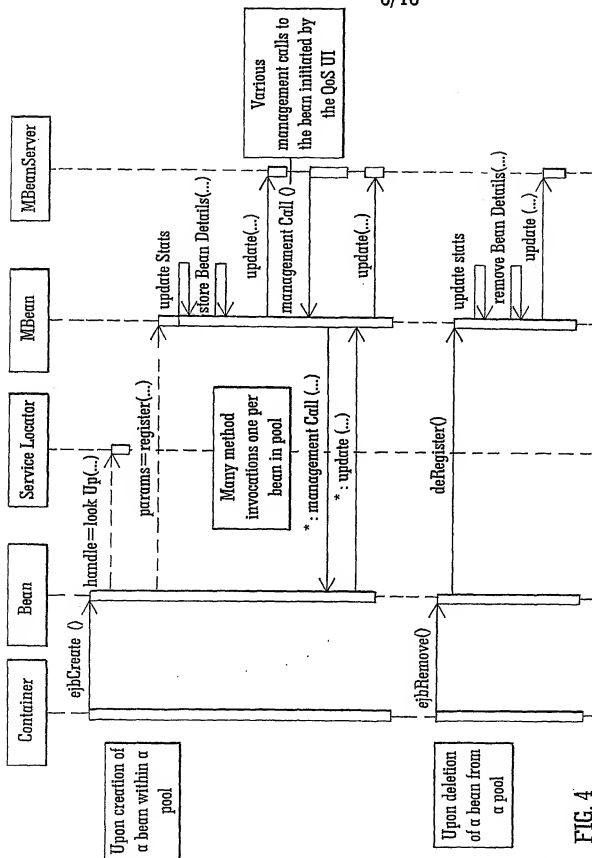 Container
Bean
Service Locator
MBean
MBeanServer
Upon creation of
a bean within a
pool
ejbCreate ()
handle=look Up(...)
params=register(...)
update Stats
store Bean Details(...)
update(...)
management Call ()
Various
management calls to
the bean initiated by
the QoS UI
Many method
invocations one per
bean in pool
* : management Call (...)
* : update (...)
update(...)
Upon deletion
of a bean from
a pool
ejbRemove()
deRegister()
update stats
remove Bean Details(...)
update (...)
FIG. 4